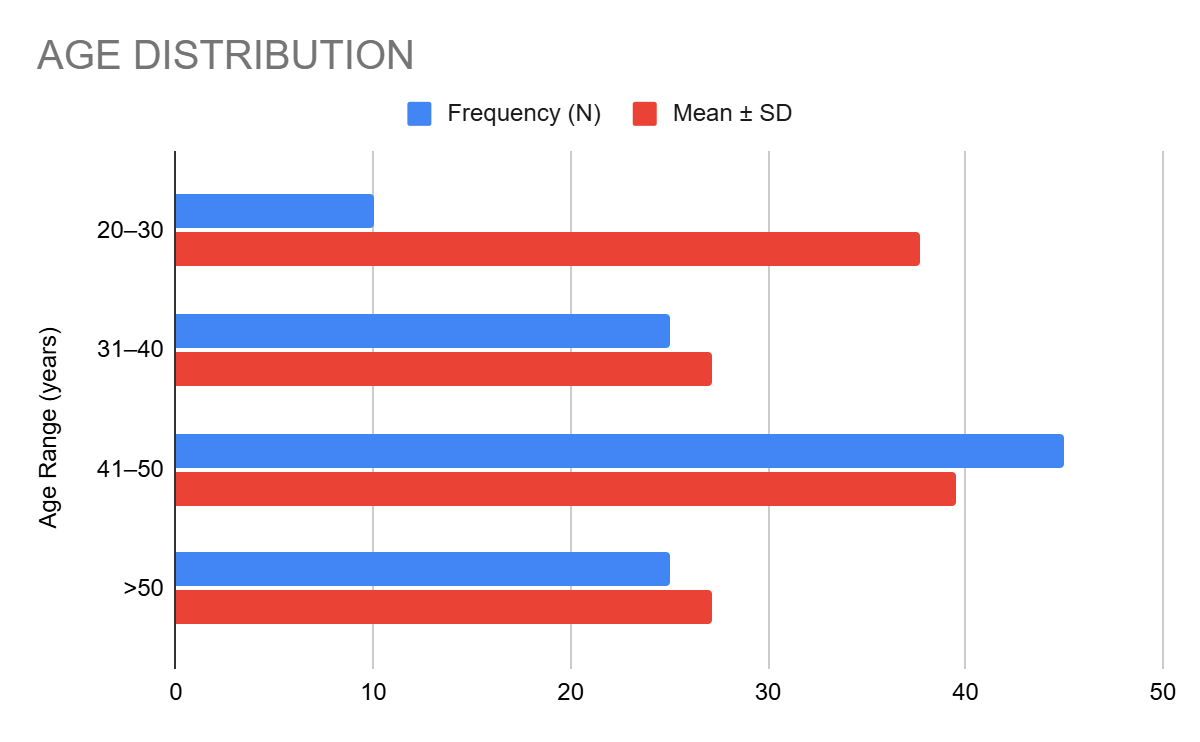 AGE DISTRIBUTION
Frequency (N) Mean ± SD
Age Range (years)
20–30
31–40
41–50
>50
0 10 20 30 40 50